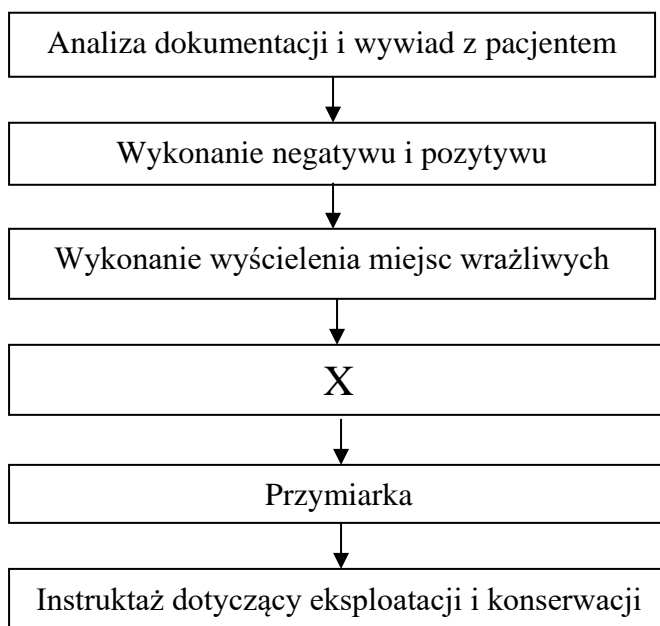 Analiza dokumentacji i wywiad z pacjentem
Wykonanie negatywu i pozytywu
Wykonanie wyścielenia miejsc wrażliwych
X
Przymiarka
Instruktaż dotyczący eksploatacji i konserwacji